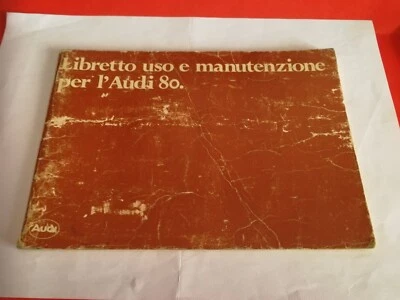 Libretto uso e manutenzione
per l'Audi 80.
Audi